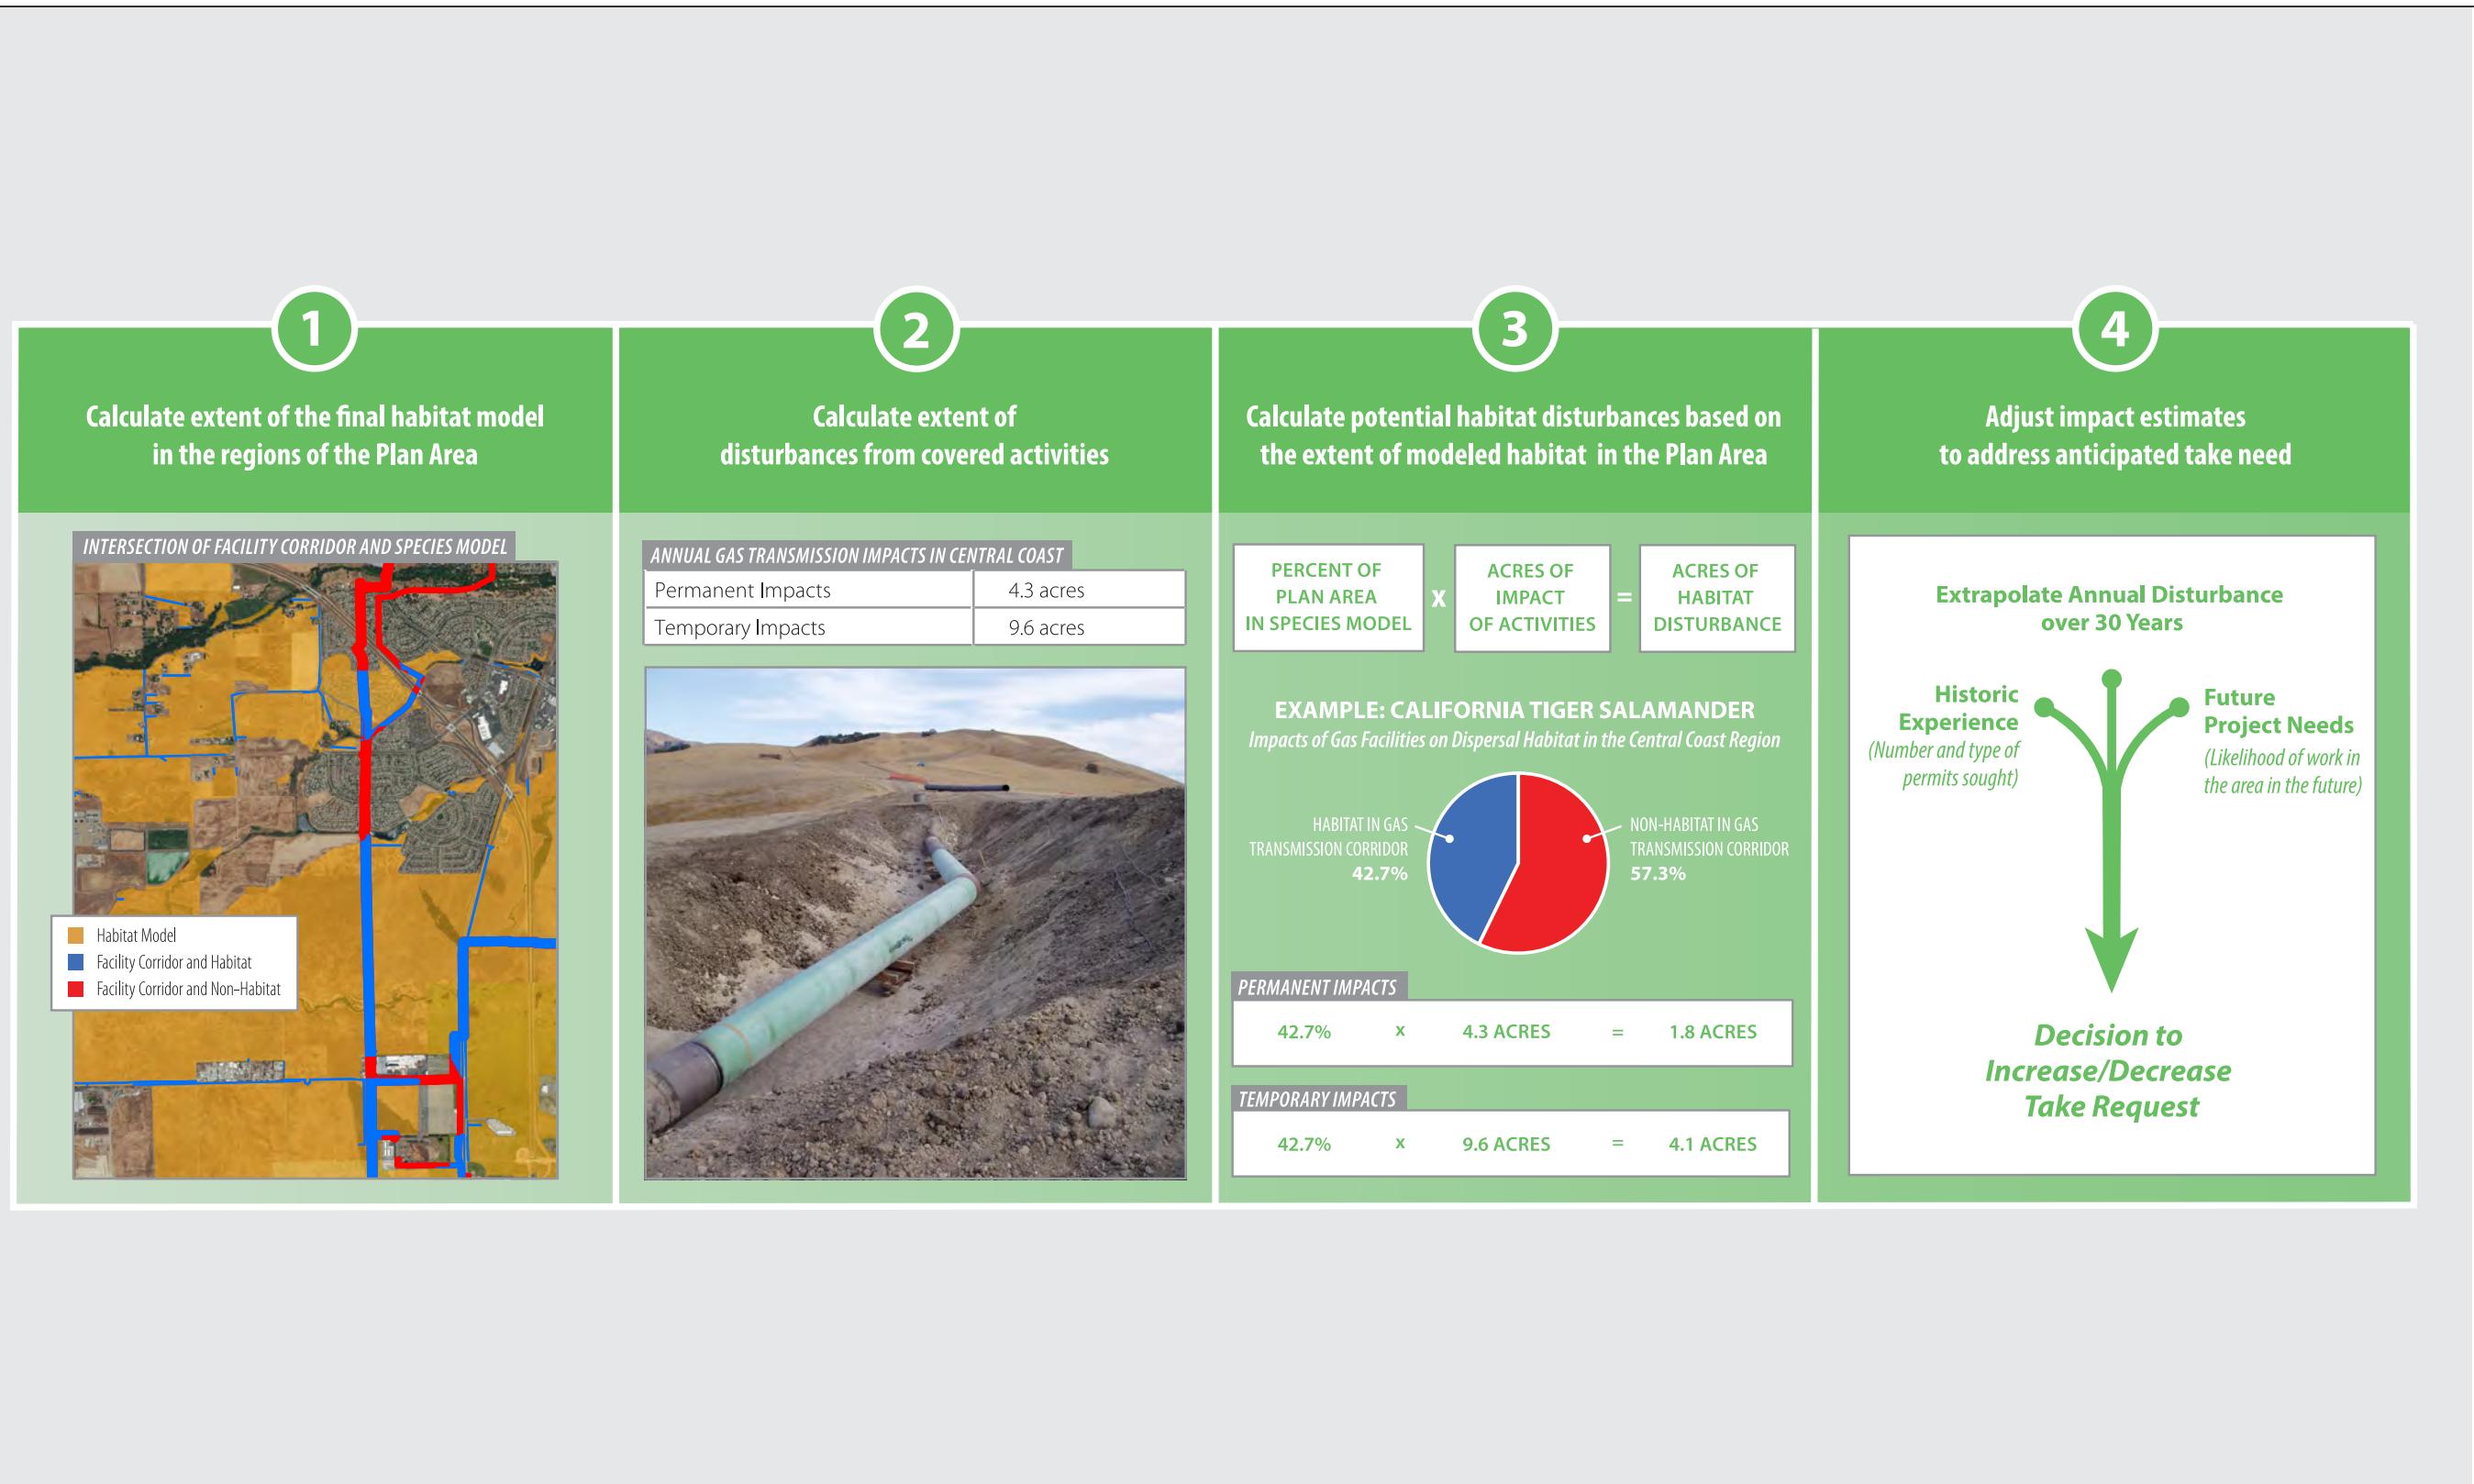 1
Calculate extent of the final habitat model
in the regions of the Plan Area
INTERSECTION OF FACILITY CORRIDOR AND SPECIES MODEL
Habitat Model
Facility Corridor and Habitat
Facility Corridor and Non-Habitat
2
Calculate extent of
disturbances from covered activities
ANNUAL GAS TRANSMISSION IMPACTS IN CENTRAL COAST
Permanent Impacts 4.3 acres
Temporary Impacts 9.6 acres
3
Calculate potential habitat disturbances based on
the extent of modeled habitat in the Plan Area
PERCENT OF
PLAN AREA
IN SPECIES MODEL
x
ACRES OF
IMPACT
OF ACTIVITIES
=
ACRES OF
HABITAT
DISTURBANCE
EXAMPLE: CALIFORNIA TIGER SALAMANDER
Impacts of Gas Facilities on Dispersal Habitat in the Central Coast Region
HABITAT IN GAS
TRANSMISSION CORRIDOR
42.7%
NON-HABITAT IN GAS
TRANSMISSION CORRIDOR
57.3%
PERMANENT IMPACTS
42.7% x 4.3 ACRES = 1.8 ACRES
TEMPORARY IMPACTS
42.7% x 9.6 ACRES = 4.1 ACRES
4
Adjust impact estimates
to address anticipated take need
Extrapolate Annual Disturbance
over 30 Years
Historic
Experience
(Number and type of
permits sought)
Future
Project Needs
(Likelihood of work in
the area in the future)
Decision to
Increase/Decrease
Take Request